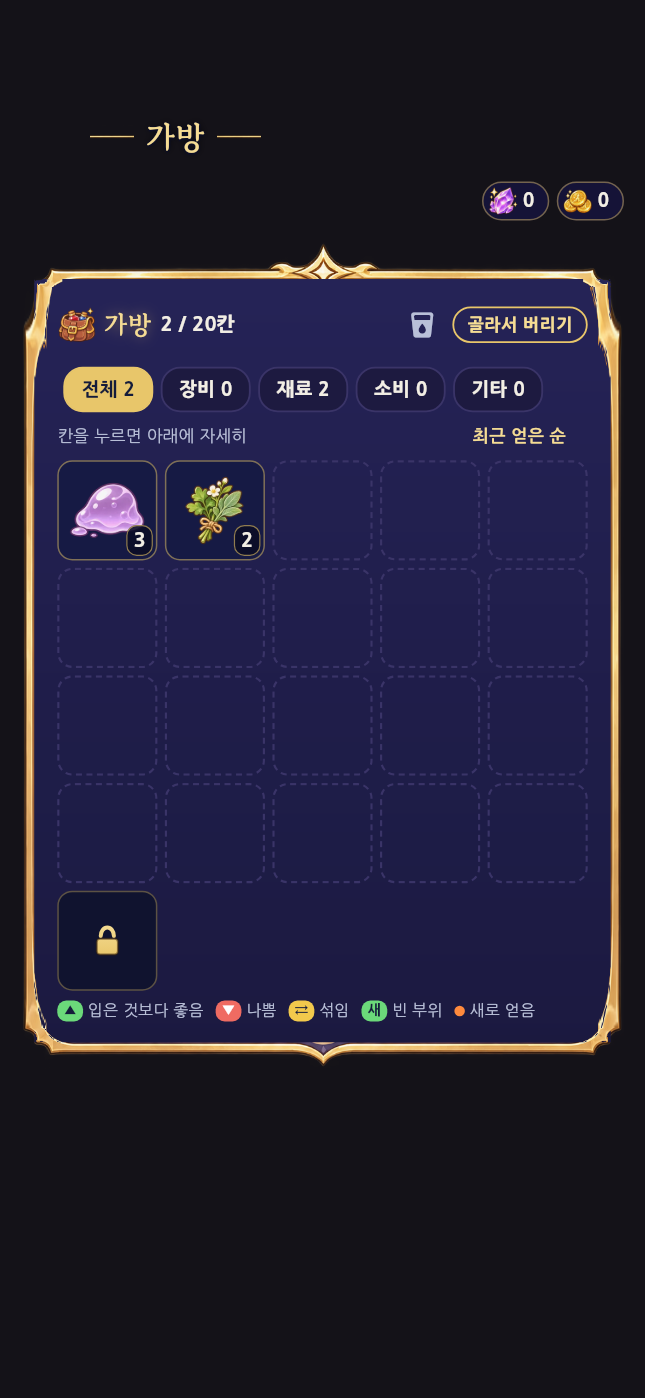 가방
0 0
가방 2 / 20칸 골라서 버리기
전체 2 장비 0 재료 2 소비 0 기타 0
칸을 누르면 아래에 자세히 최근 얻은 순
3 2
▲ 입은 것보다 좋음 ▼ 나쁨 ⇄ 섞임 새 빈 부위 ● 새로 얻음